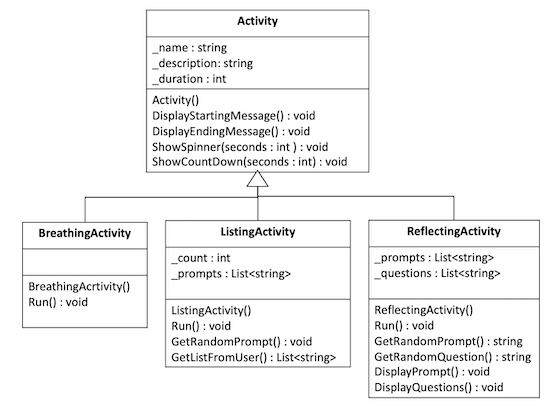 Activity
_name : string
_description: string
_duration : int
Activity()
DisplayStartingMessage() : void
DisplayEndingMessage() : void
ShowSpinner(seconds : int ) : void
ShowCountDown(seconds : int) : void
BreathingActivity
BreathingAcrtivity()
Run() : void
ListingActivity
_count : int
_prompts : List<string>
ListingActivity()
Run() : void
GetRandomPrompt() : void
GetListFromUser() : List<string>
ReflectingActivity
_prompts : List<string>
_questions : List<string>
ReflectingActivity()
Run() : void
GetRandomPrompt() : string
GetRandomQuestion() : string
DisplayPrompt() : void
DisplayQuestions() : void